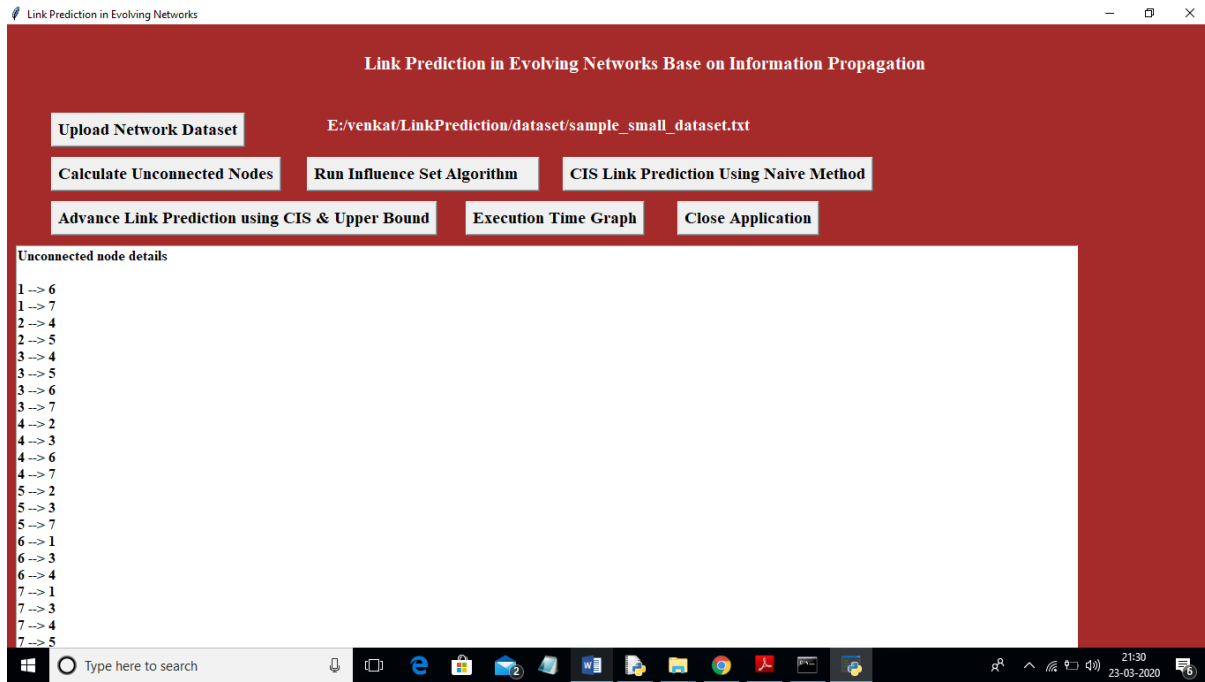 Link Prediction in Evolving Networks
Link Prediction in Evolving Networks Base on Information Propagation
Upload Network Dataset
E:/venkat/LinkPrediction/dataset/sample_small_dataset.txt
Calculate Unconnected Nodes
Run Influence Set Algorithm
CIS Link Prediction Using Naive Method
Advance Link Prediction using CIS & Upper Bound
Execution Time Graph
Close Application
Unconnected node details
1 --> 6
1 --> 7
2 --> 4
2 --> 5
3 --> 4
3 --> 5
3 --> 6
3 --> 7
4 --> 2
4 --> 3
4 --> 6
4 --> 7
5 --> 2
5 --> 3
5 --> 7
6 --> 1
6 --> 3
6 --> 4
7 --> 1
7 --> 3
7 --> 4
7 --> 5
Type here to search
2
21:30
23-03-2020
6